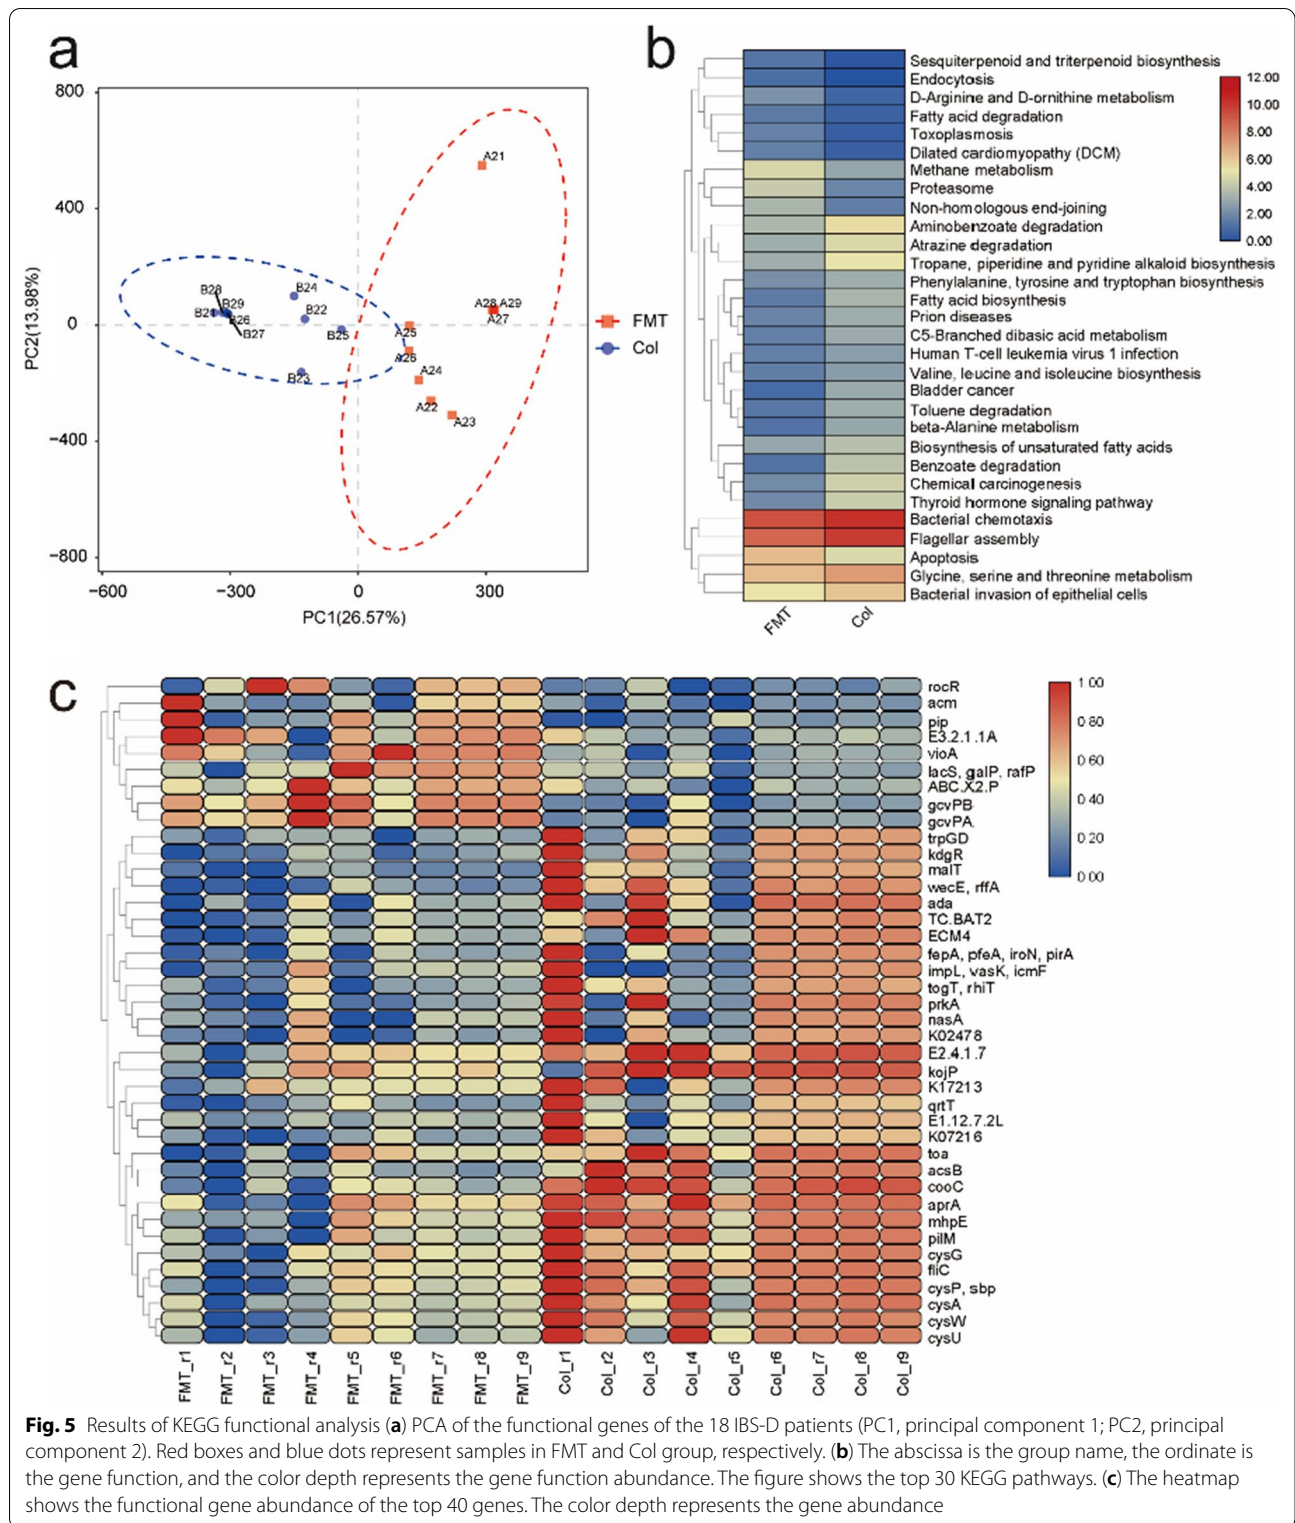 a
800
400
0
−400
−800
−600
−300
0
300
PC2(13.98%)
PC1(26.57%)
A21
A28 A29
A27
A25
A26
A24
A22
A23
B28
B29
B21
B26
B27
B24
B22
B25
B23
FMT
Col
b
Sesquiterpenoid and triterpenoid biosynthesis
Endocytosis
D-Arginine and D-ornithine metabolism
Fatty acid degradation
Toxoplasmosis
Dilated cardiomyopathy (DCM)
Methane metabolism
Proteasome
Non-homologous end-joining
Aminobenzoate degradation
Atrazine degradation
Tropane, piperidine and pyridine alkaloid biosynthesis
Phenylalanine, tyrosine and tryptophan biosynthesis
Fatty acid biosynthesis
Prion diseases
C5-Branched dibasic acid metabolism
Human T-cell leukemia virus 1 infection
Valine, leucine and isoleucine biosynthesis
Bladder cancer
Toluene degradation
beta-Alanine metabolism
Biosynthesis of unsaturated fatty acids
Benzoate degradation
Chemical carcinogenesis
Thyroid hormone signaling pathway
Bacterial chemotaxis
Flagellar assembly
Apoptosis
Glycine, serine and threonine metabolism
Bacterial invasion of epithelial cells
FMT
Col
12.00
10.00
8.00
6.00
4.00
2.00
0.00
c
rocR
acm
pip
E3.2.1.1A
vioA
lacS, galP, rafP
ABC.X2.P
gcvPB
gcvPA
trpGD
kdgR
malT
wecE, rffA
ada
TC.BAT2
ECM4
fepA, pfeA, iroN, pirA
impL, vasK, icmF
togT, rhiT
prkA
nasA
K02478
E2.4.1.7
kojP
K17213
qrtT
E1.12.7.2L
K07216
toa
acsB
cooC
aprA
mhpE
pilM
cysG
fliC
cysP, sbp
cysA
cysW
cysU
FMT_r1
FMT_r2
FMT_r3
FMT_r4
FMT_r5
FMT_r6
FMT_r7
FMT_r8
FMT_r9
Col_r1
Col_r2
Col_r3
Col_r4
Col_r5
Col_r6
Col_r7
Col_r8
Col_r9
1.00
0.80
0.60
0.40
0.20
0.00
Fig. 5 Results of KEGG functional analysis (a) PCA of the functional genes of the 18 IBS-D patients (PC1, principal component 1; PC2, principal
component 2). Red boxes and blue dots represent samples in FMT and Col group, respectively. (b) The abscissa is the group name, the ordinate is
the gene function, and the color depth represents the gene function abundance. The figure shows the top 30 KEGG pathways. (c) The heatmap
shows the functional gene abundance of the top 40 genes. The color depth represents the gene abundance